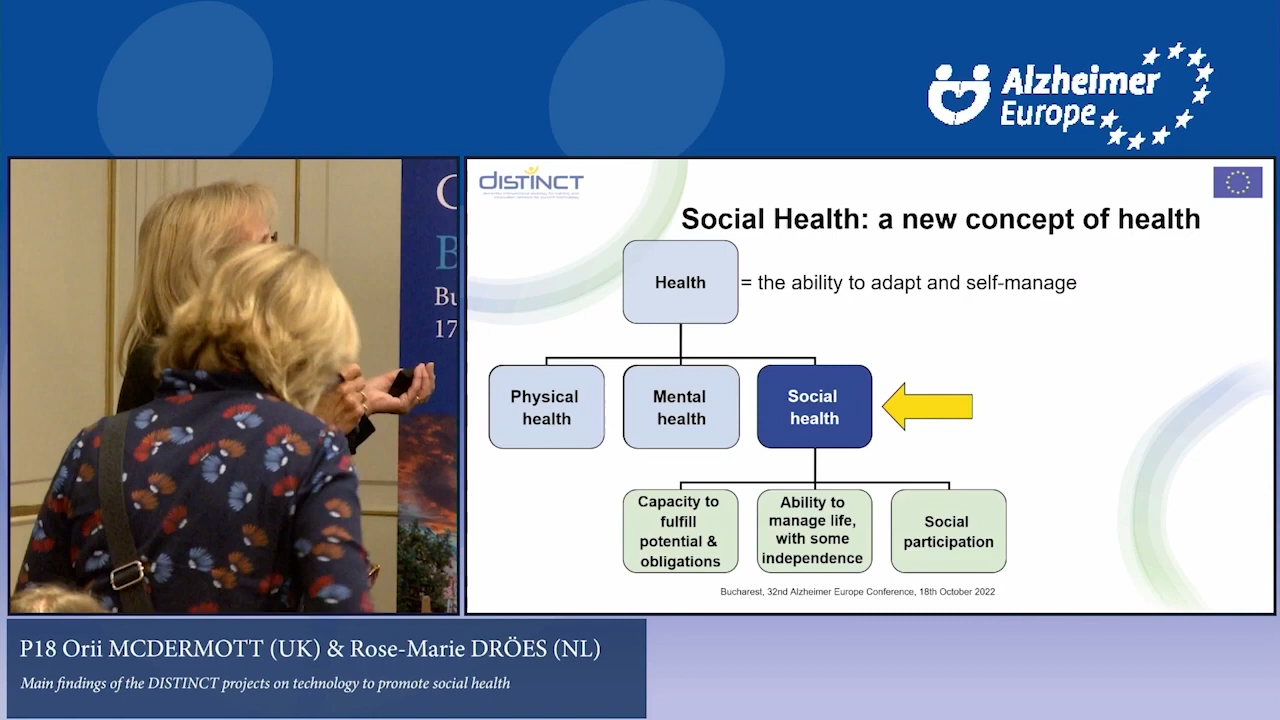 Alzheimer
Europe
C
B
Bu
17
DISTINCT
Social Health: a new concept of health
Health
= the ability to adapt and self-manage
Physical
health
Mental
health
Social
health
Capacity to
fulfill
potential &
obligations
Ability to
manage life,
with some
independence
Social
participation
Bucharest, 32nd Alzheimer Europe Conference, 18th October 2022
P18 Orii MCDERMOTT (UK) & Rose-Marie DRÖES (NL)
Main findings of the DISTINCT projects on technology to promote social health